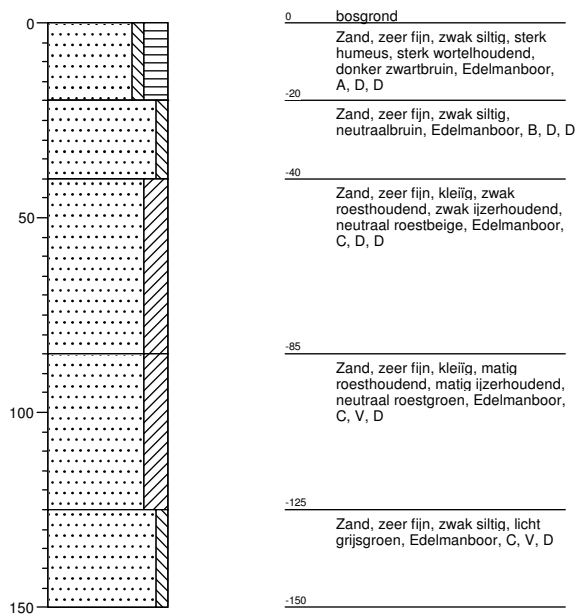 0
50
100
150
0 bosgrond
Zand, zeer fijn, zwak siltig, sterk
humeus, sterk wortelhoudend,
donker zwartbruin, Edelmanboor,
A, D, D
-20
Zand, zeer fijn, zwak siltig,
neutraalbruin, Edelmanboor, B, D, D
-40
Zand, zeer fijn, kleiïg, zwak
roesthoudend, zwak ijzerhoudend,
neutraal roestbeige, Edelmanboor,
C, D, D
-85
Zand, zeer fijn, kleiïg, matig
roesthoudend, matig ijzerhoudend,
neutraal roestgroen, Edelmanboor,
C, V, D
-125
Zand, zeer fijn, zwak siltig, licht
grijsgroen, Edelmanboor, C, V, D
-150